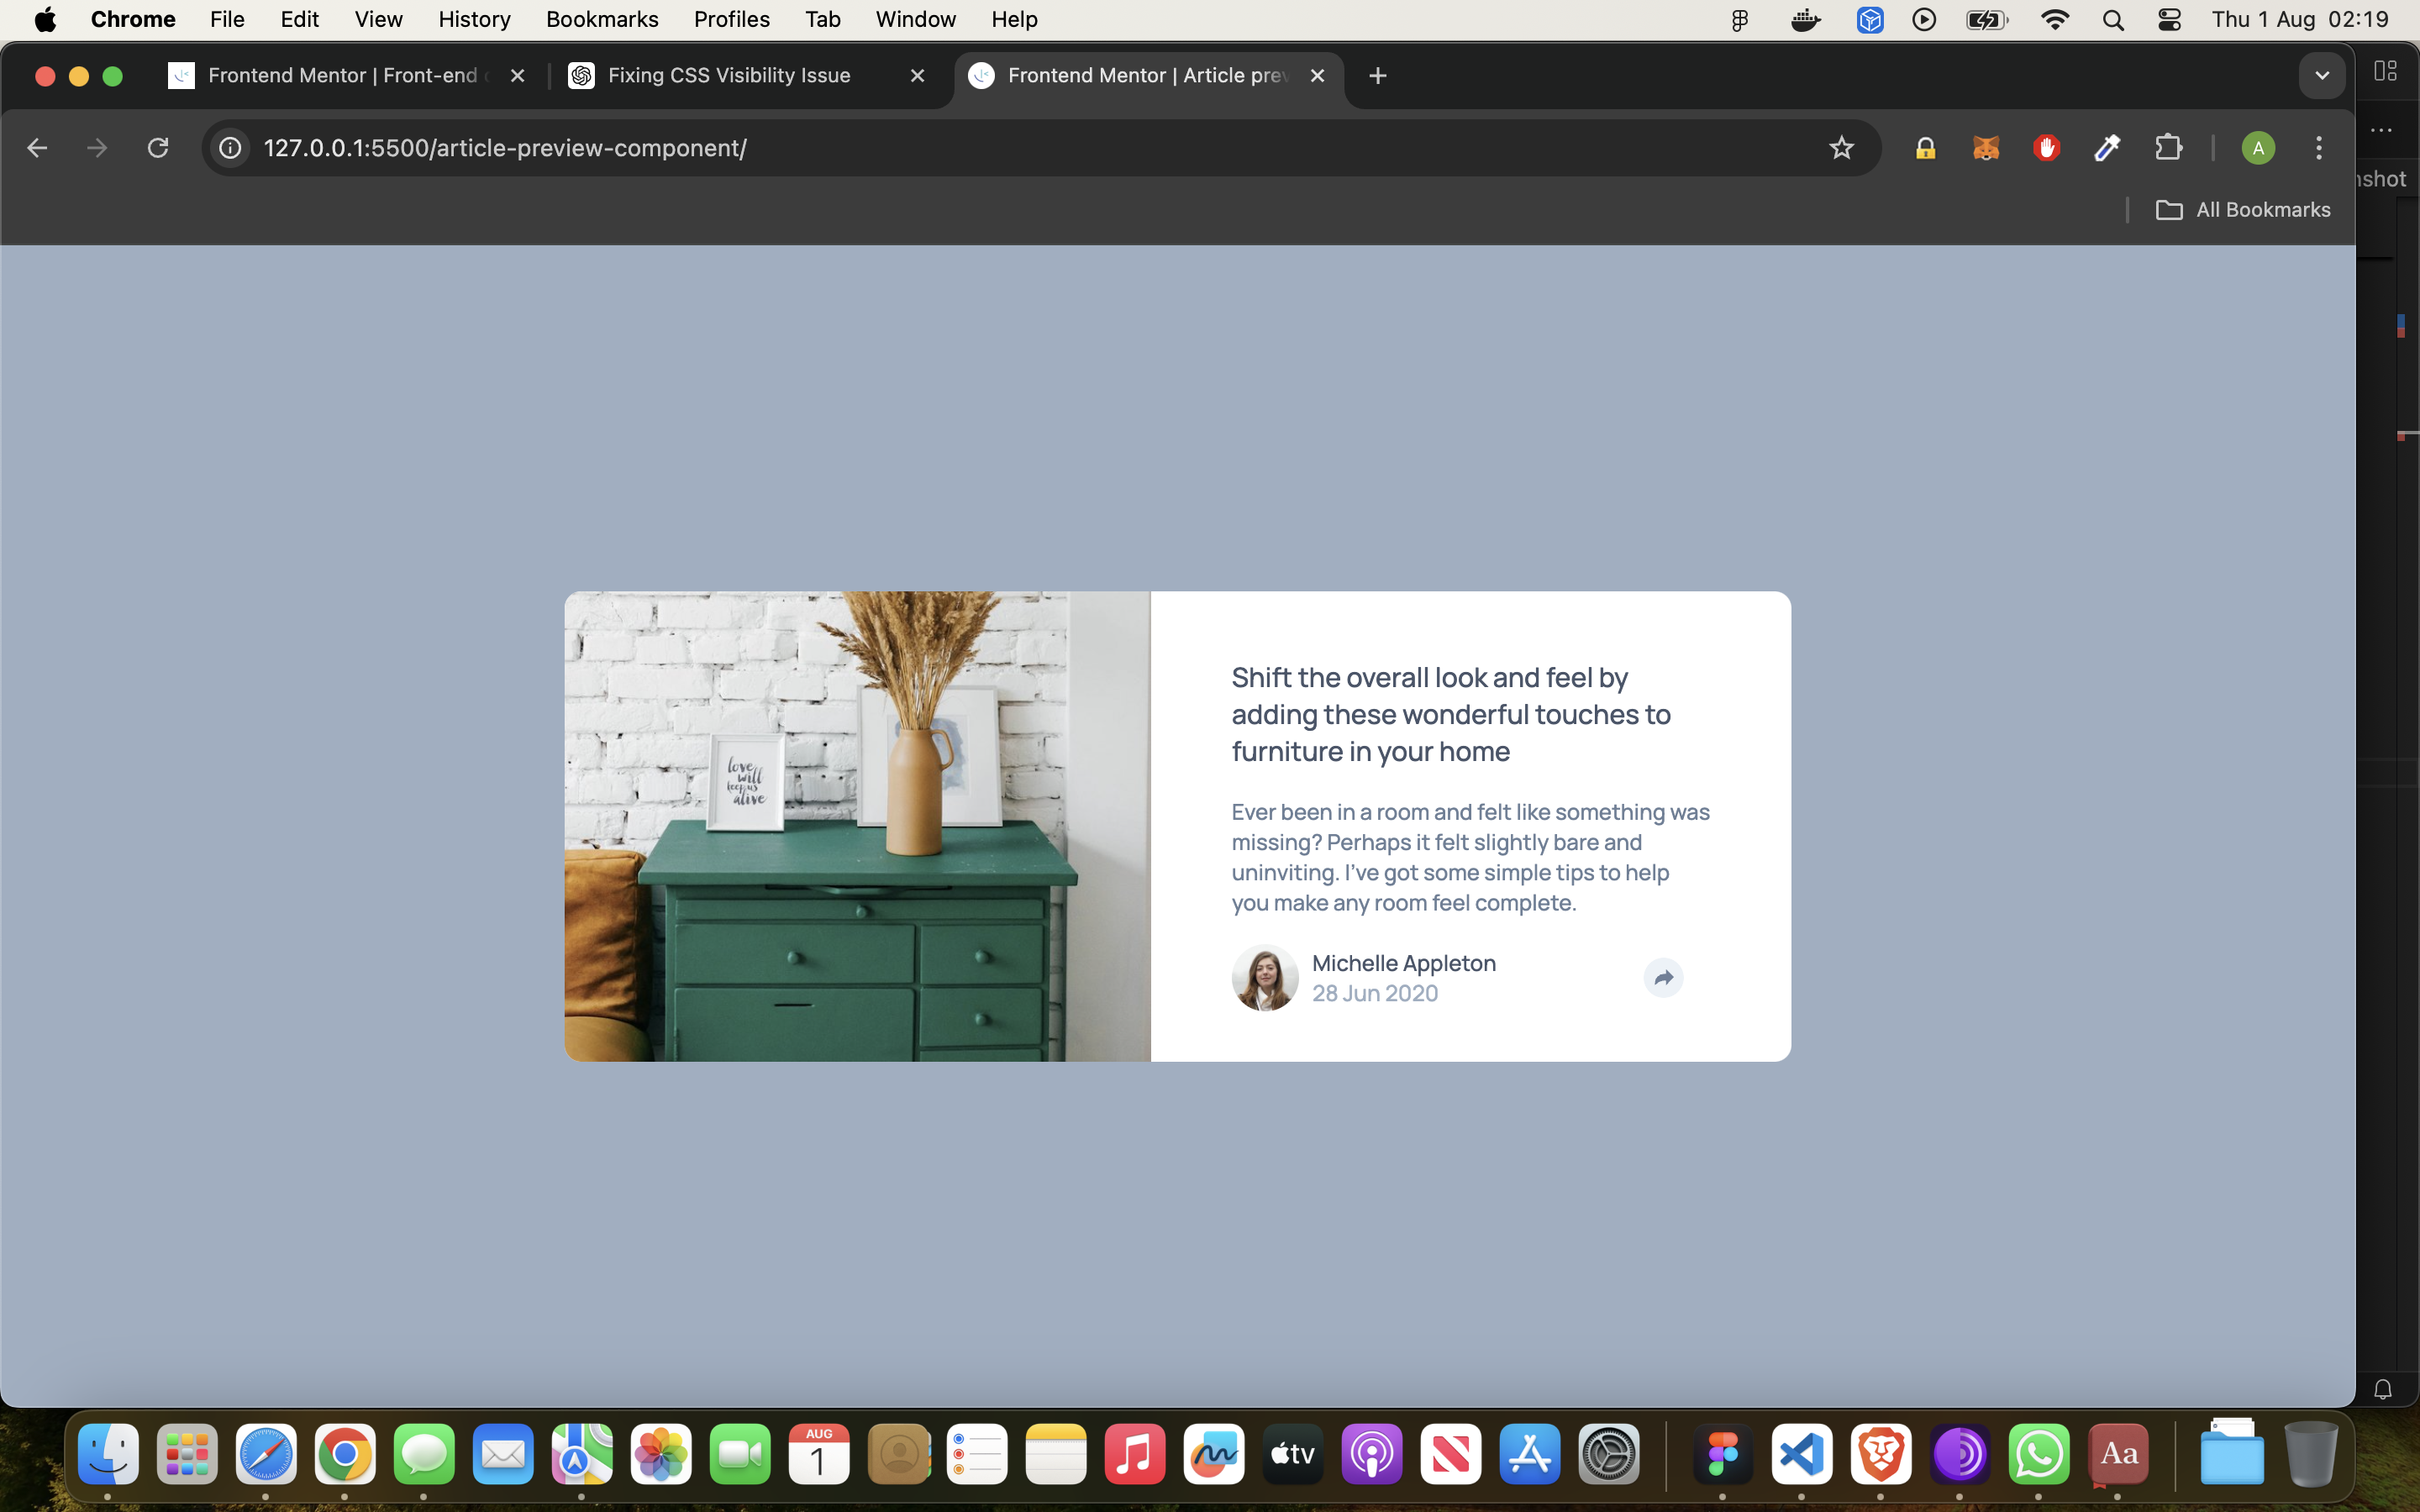 Chrome File Edit View History Bookmarks Profiles Tab Window Help Thu 1 Aug 02:19
Frontend Mentor | Front-end
Fixing CSS Visibility Issue
Frontend Mentor | Article prev
127.0.0.1:5500/article-preview-component/
A
nshot
All Bookmarks
love
will
keep us
alive
Shift the overall look and feel by
adding these wonderful touches to
furniture in your home
Ever been in a room and felt like something was
missing? Perhaps it felt slightly bare and
uninviting. I've got some simple tips to help
you make any room feel complete.
Michelle Appleton
28 Jun 2020
AUG
1
tv
Aa